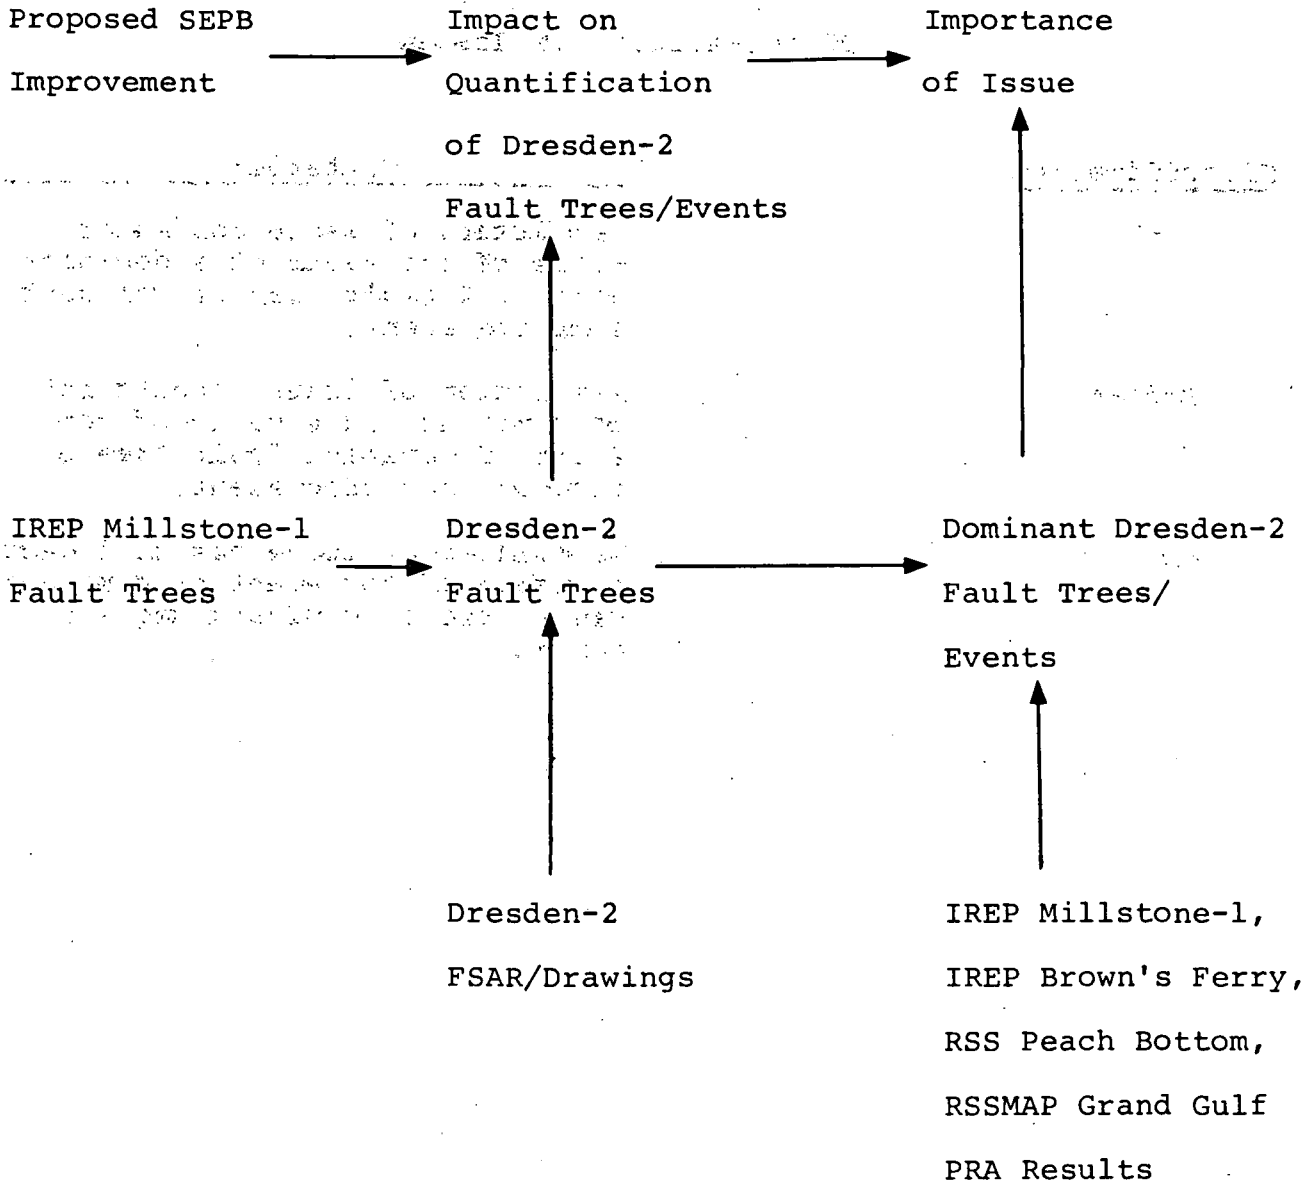 Proposed SEPB
Improvement
Impact on
Quantification
of Dresden-2
Fault Trees/Events
Importance
of Issue
IREP Millstone-1
Fault Trees
Dresden-2
Fault Trees
Dominant Dresden-2
Fault Trees/
Events
Dresden-2
FSAR/Drawings
IREP Millstone-1,
IREP Brown's Ferry,
RSS Peach Bottom,
RSSMAP Grand Gulf
PRA Results